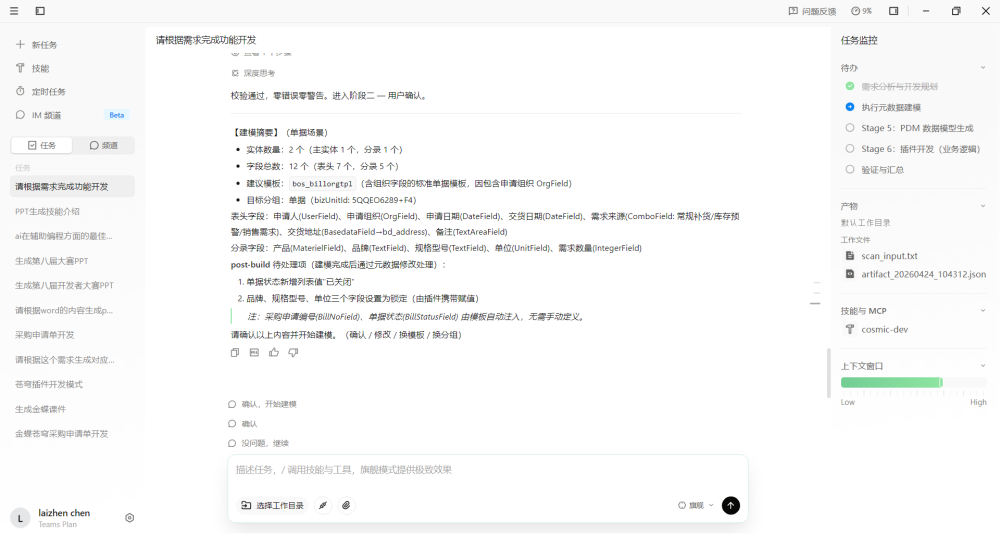 问题反馈
9%
新任务
技能
定时任务
IM 频道
Beta
任务
频道
任务
请根据需求完成功能开发
PPT生成技能介绍
ai在辅助编程方面的最佳...
生成第八届大赛PPT
生成第八届开发者大赛PPT
请根据word的内容生成p...
采购申请单开发
请根据这个需求生成对应...
苍穹插件开发模式
生成金蝶课件
金蝶苍穹采购申请单开发
L
laizhen chen
Teams Plan
请根据需求完成功能开发
深度思考
校验通过，零错误零警告。进入阶段二 — 用户确认。
【建模摘要】（单据场景）
• 实体数量：2 个（主实体 1 个，分录 1 个）
• 字段总数：12 个（表头 7 个，分录 5 个）
• 建议模板： bos_billorgtpl （含组织字段的标准单据模板，因包含申请组织 OrgField）
• 目标分组：单据（bizUnitId: 5QQEO6289+F4）
表头字段：申请人(UserField)、申请组织(OrgField)、申请日期(DateField)、交货日期(DateField)、需求来源(ComboField: 常规补货/库存预
警/销售需求)、交货地址(BasedataField→bd_address)、备注(TextAreaField)
分录字段：产品(MaterielField)、品牌(TextField)、规格型号(TextField)、单位(UnitField)、需求数量(IntegerField)
post-build 待处理项（建模完成后通过元数据修改处理）：
1. 单据状态新增列表值"已关闭"
2. 品牌、规格型号、单位三个字段设置为锁定（由插件携带赋值）
注：采购申请编号(BillNoField)、单据状态(BillStatusField) 由模板自动注入，无需手动定义。
请确认以上内容并开始建模。（确认 / 修改 / 换模板 / 换分组）
确认，开始建模
确认
没问题，继续
描述任务，/ 调用技能与工具，旗舰模式提供极致效果
选择工作目录
旗舰
任务监控
待办
需求分析与开发规划
执行元数据建模
Stage 5：PDM 数据模型生成
Stage 6：插件开发（业务逻辑）
验证与汇总
产物
默认工作目录
工作文件
scan_input.txt
artifact_20260424_104312.json
技能与 MCP
cosmic-dev
上下文窗口
Low
High